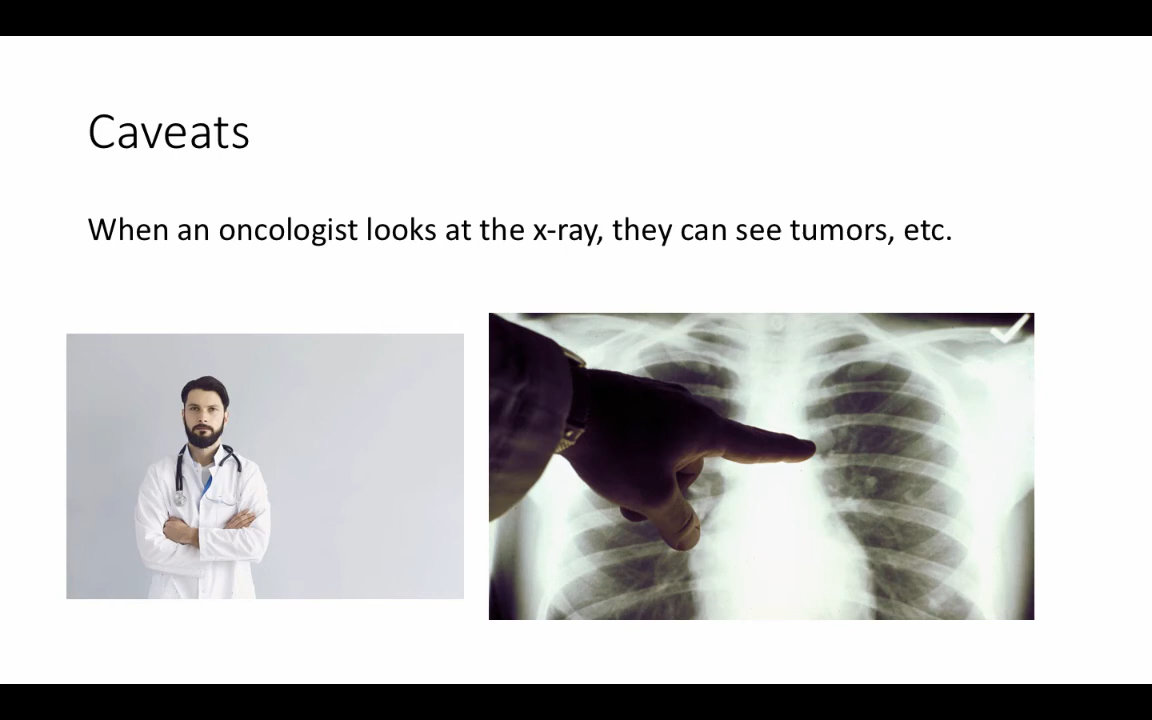 Caveats
When an oncologist looks at the x-ray, they can see tumors, etc.